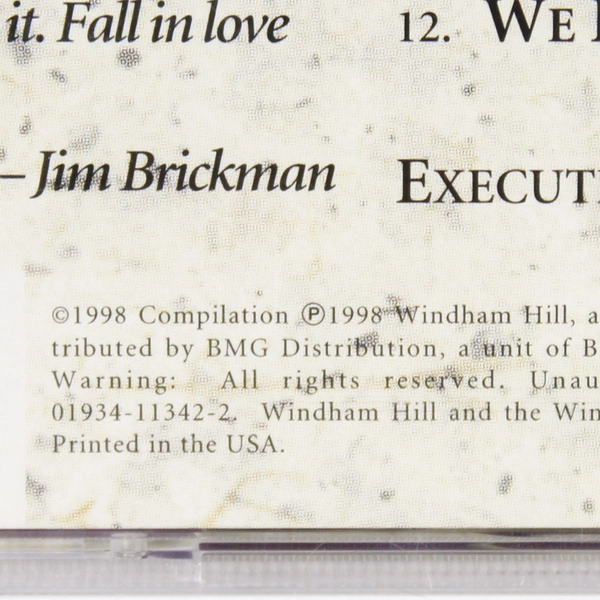 it. Fall in love
12. WE
– Jim Brickman
EXECUT
©1998 Compilation ℗1998 Windham Hill, a
tributed by BMG Distribution, a unit of B
Warning: All rights reserved. Unau
01934-11342-2. Windham Hill and the Win
Printed in the USA.